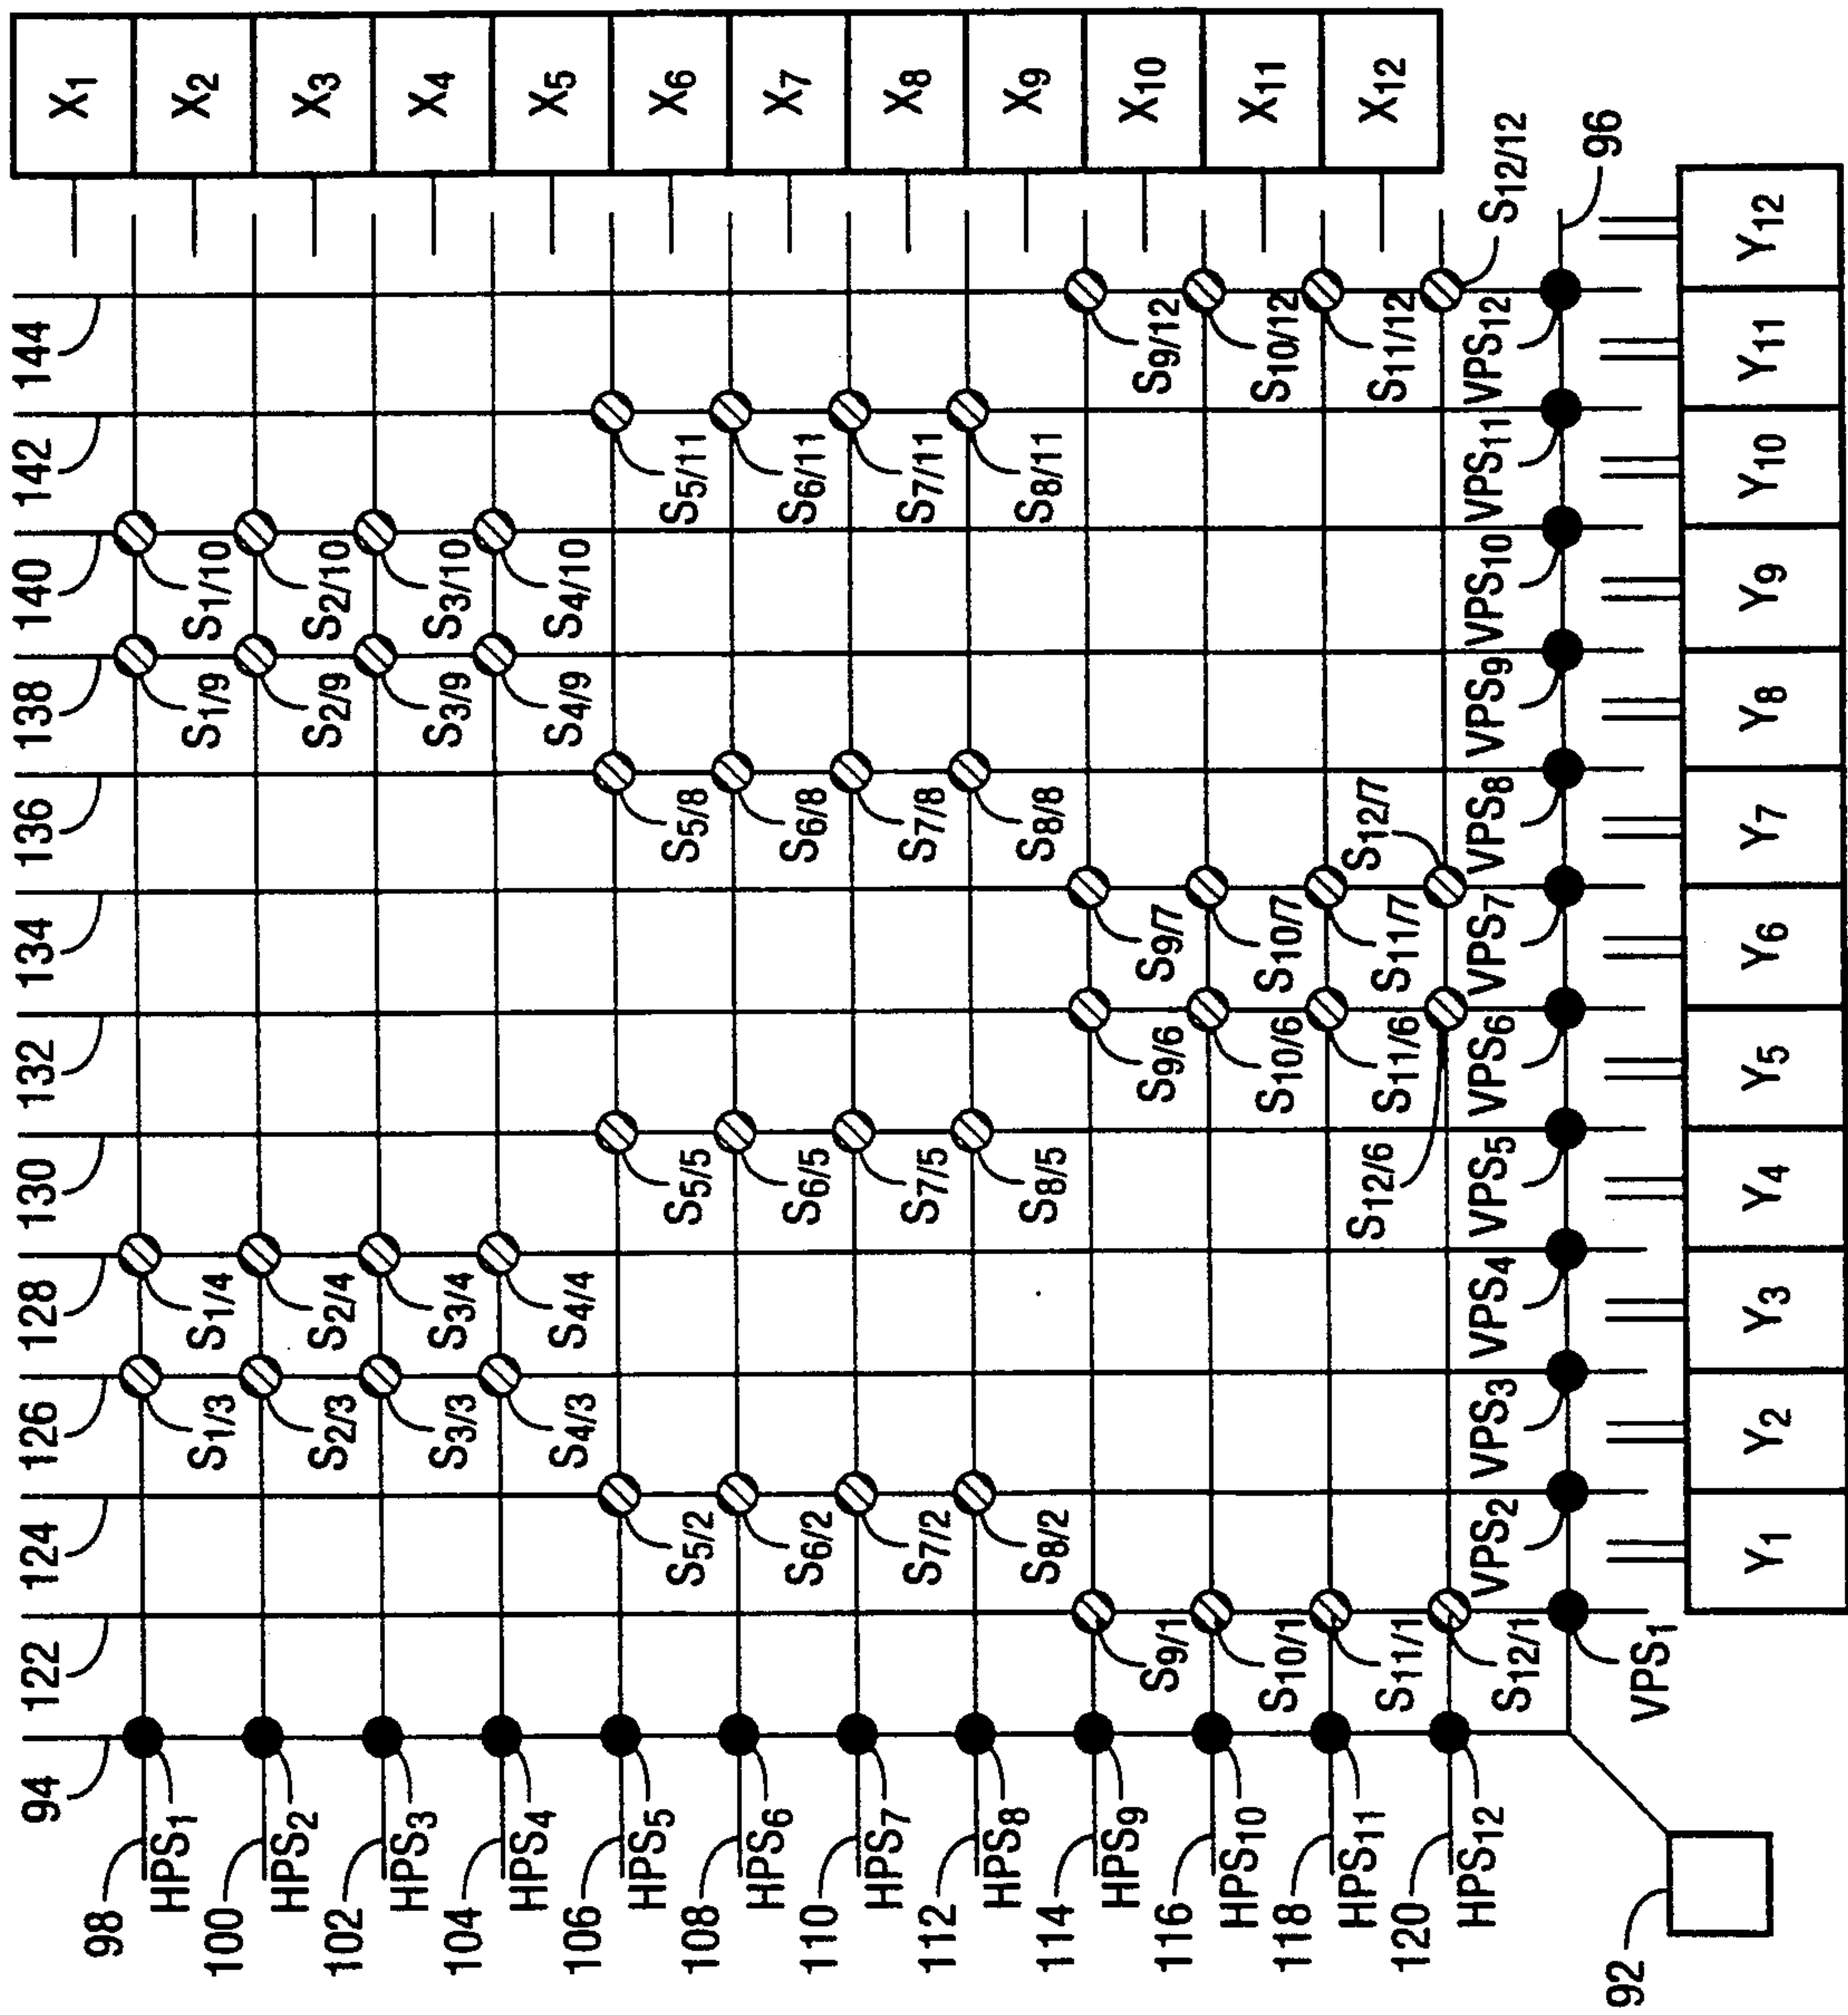 94
122
124
126
128
130
132
134
136
138
140
142
144
98
HPS1
100
HPS2
102
HPS3
104
HPS4
106
HPS5
108
HPS6
110
HPS7
112
HPS8
114
HPS9
116
HPS10
118
HPS11
120
HPS12
92
S1/3
S1/4
S1/9
S1/10
S2/3
S2/4
S2/9
S2/10
S3/3
S3/4
S3/9
S3/10
S4/3
S4/4
S4/9
S4/10
S5/2
S5/5
S5/8
S5/11
S6/2
S6/5
S6/8
S6/11
S7/2
S7/5
S7/8
S7/11
S8/2
S8/5
S8/8
S8/11
S9/1
S9/6
S9/7
S9/12
S10/1
S10/6
S10/7
S10/12
S11/1
S11/6
S11/7
S11/12
S12/1
S12/6
S12/7
S12/12
VPS1
VPS2
VPS3
VPS4
VPS5
VPS6
VPS7
VPS8
VPS9
VPS10
VPS11
VPS12
96
X1
X2
X3
X4
X5
X6
X7
X8
X9
X10
X11
X12
Y1
Y2
Y3
Y4
Y5
Y6
Y7
Y8
Y9
Y10
Y11
Y12